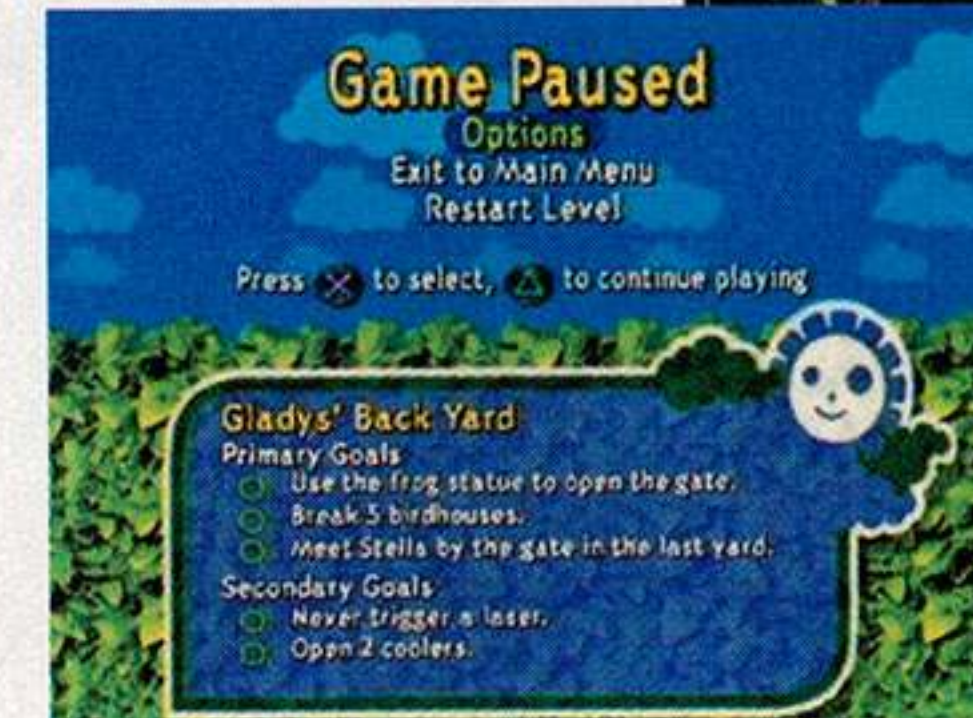 Game Paused
Options
Exit to Main Menu
Restart Level
Press to select, to continue playing
Gladys' Back Yard
Primary Goals
Use the frog statue to open the gate.
Break 5 birdhouses.
Meet Stella by the gate in the last yard.
Secondary Goals
Never trigger a laser.
Open 2 coolers.